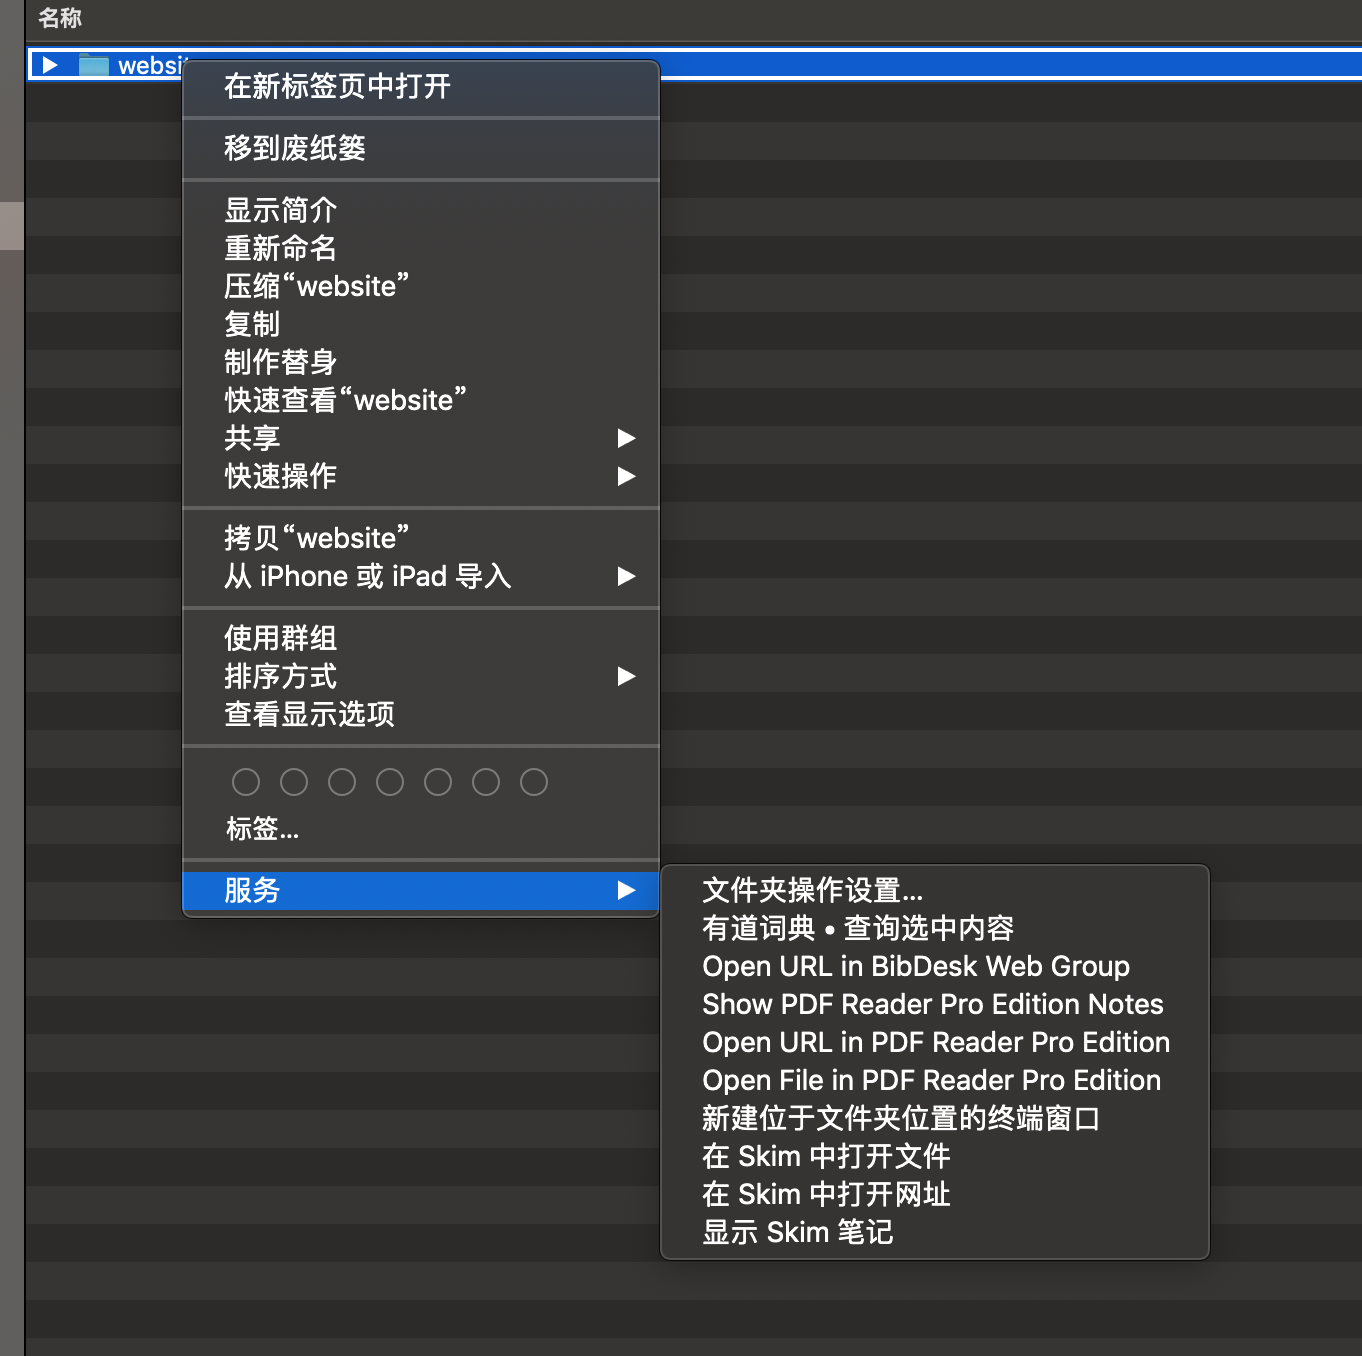 名称
websi
在新标签页中打开
移到废纸篓
显示简介
重新命名
压缩“website”
复制
制作替身
快速查看“website”
共享
快速操作
拷贝“website”
从 iPhone 或 iPad 导入
使用群组
排序方式
查看显示选项
标签...
服务
文件夹操作设置...
有道词典 • 查询选中内容
Open URL in BibDesk Web Group
Show PDF Reader Pro Edition Notes
Open URL in PDF Reader Pro Edition
Open File in PDF Reader Pro Edition
新建位于文件夹位置的终端窗口
在 Skim 中打开文件
在 Skim 中打开网址
显示 Skim 笔记